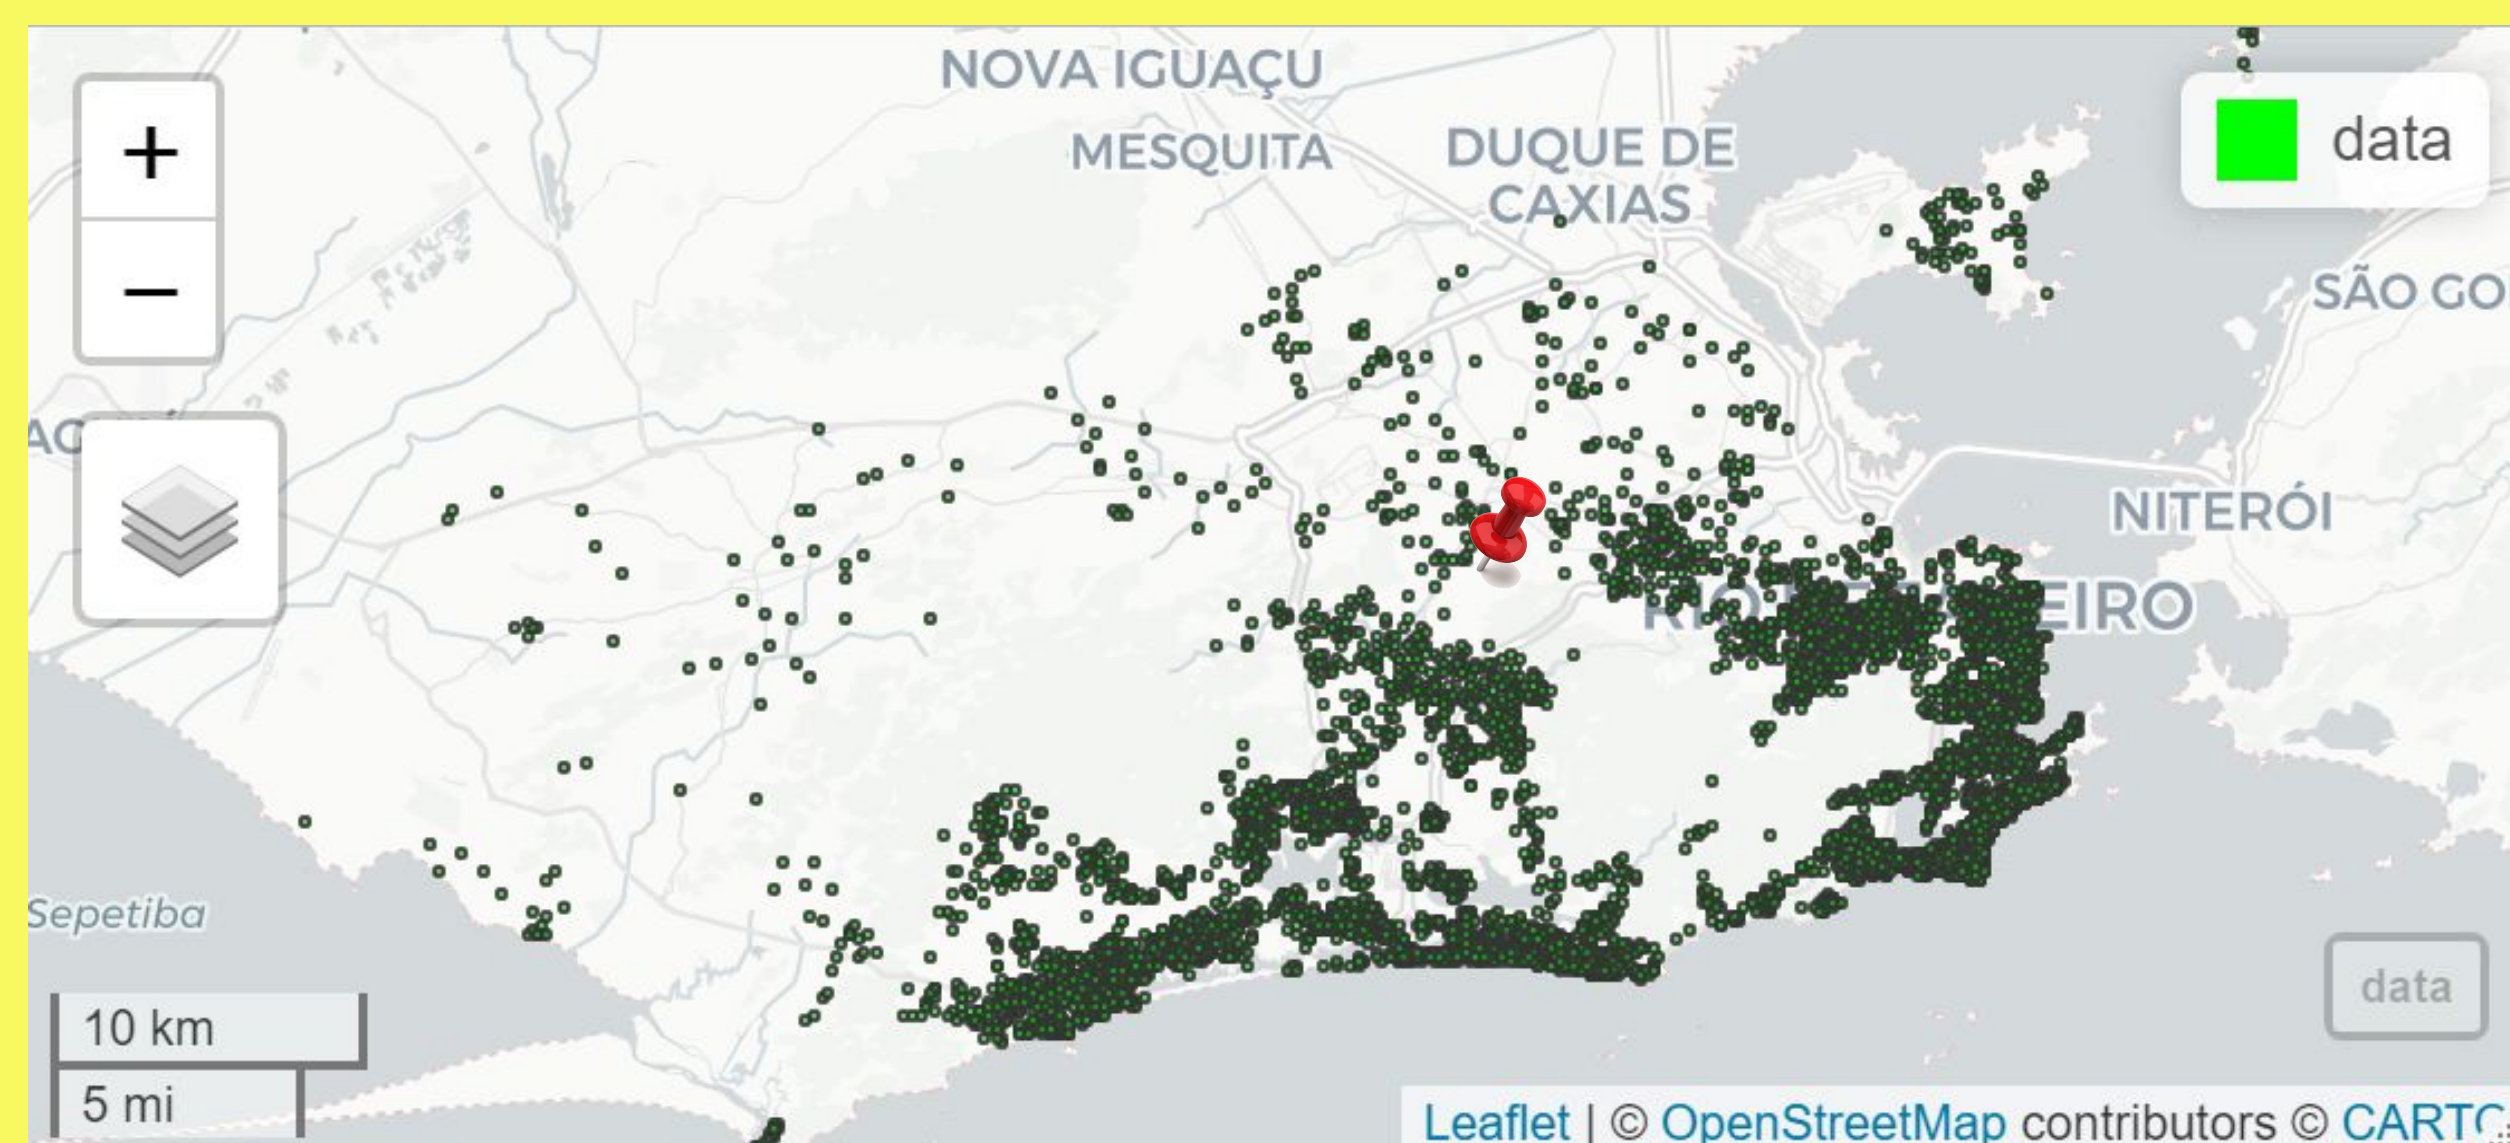 NOVA IGUAÇU
MESQUITA
DUQUE DE
CAXIAS
+
−
data
SÃO GO
AG
NITERÓI
EIRO
Sepetiba
data
10 km
5 mi
Leaflet | © OpenStreetMap contributors © CARTO